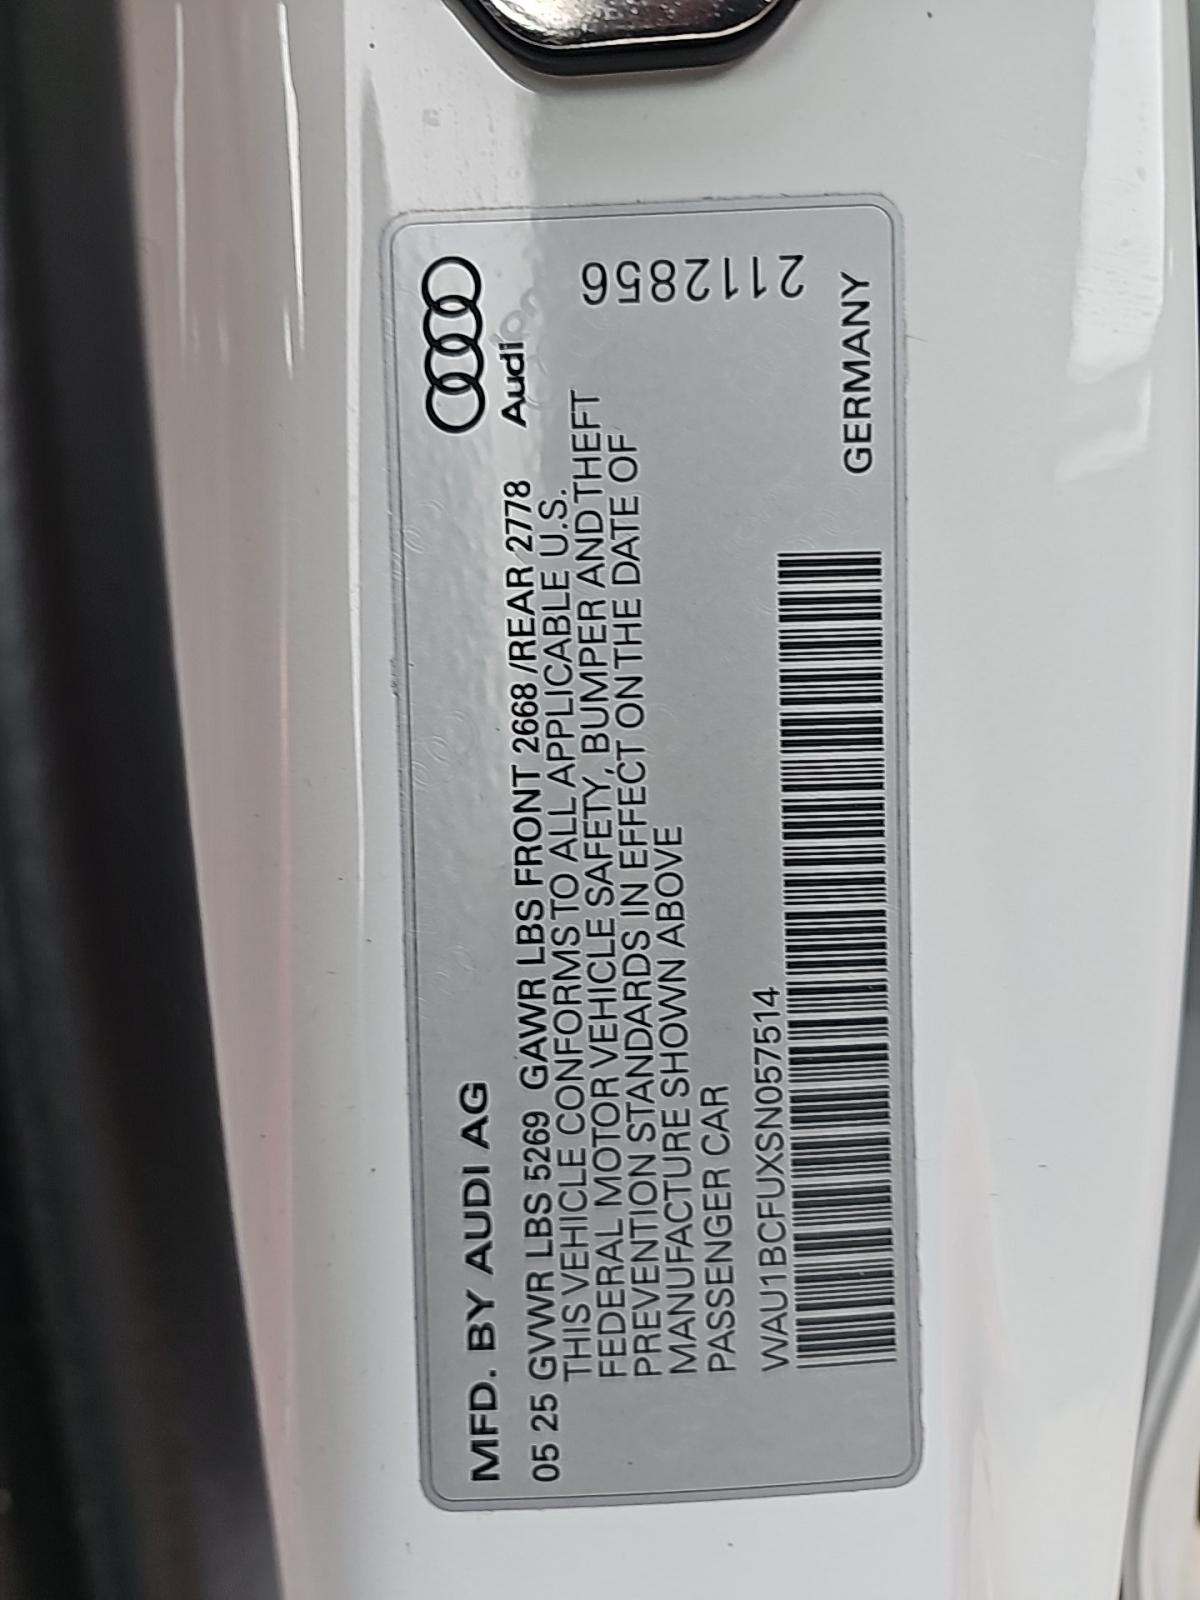 MFD. BY AUDI AG
Audi
05 25 GVWR LBS 5269 GAWR LBS FRONT 2668 /REAR 2778
THIS VEHICLE CONFORMS TO ALL APPLICABLE U.S.
FEDERAL MOTOR VEHICLE SAFETY, BUMPER AND THEFT
PREVENTION STANDARDS IN EFFECT ON THE DATE OF
MANUFACTURE SHOWN ABOVE
PASSENGER CAR
2112856
WAU1BCFUXSN057514
GERMANY